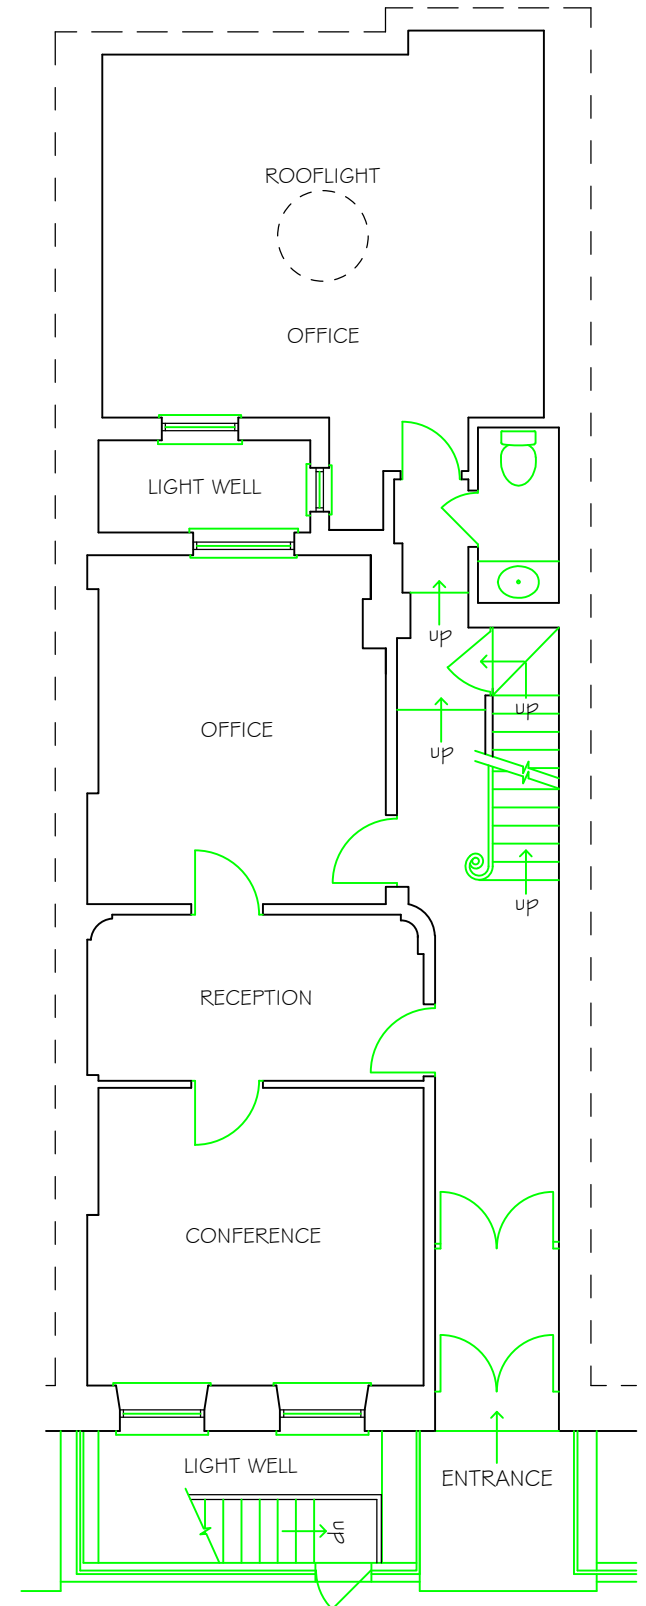 ROOFLIGHT
OFFICE
LIGHT WELL
up
up
up
OFFICE
up
RECEPTION
CONFERENCE
LIGHT WELL
ENTRANCE
up